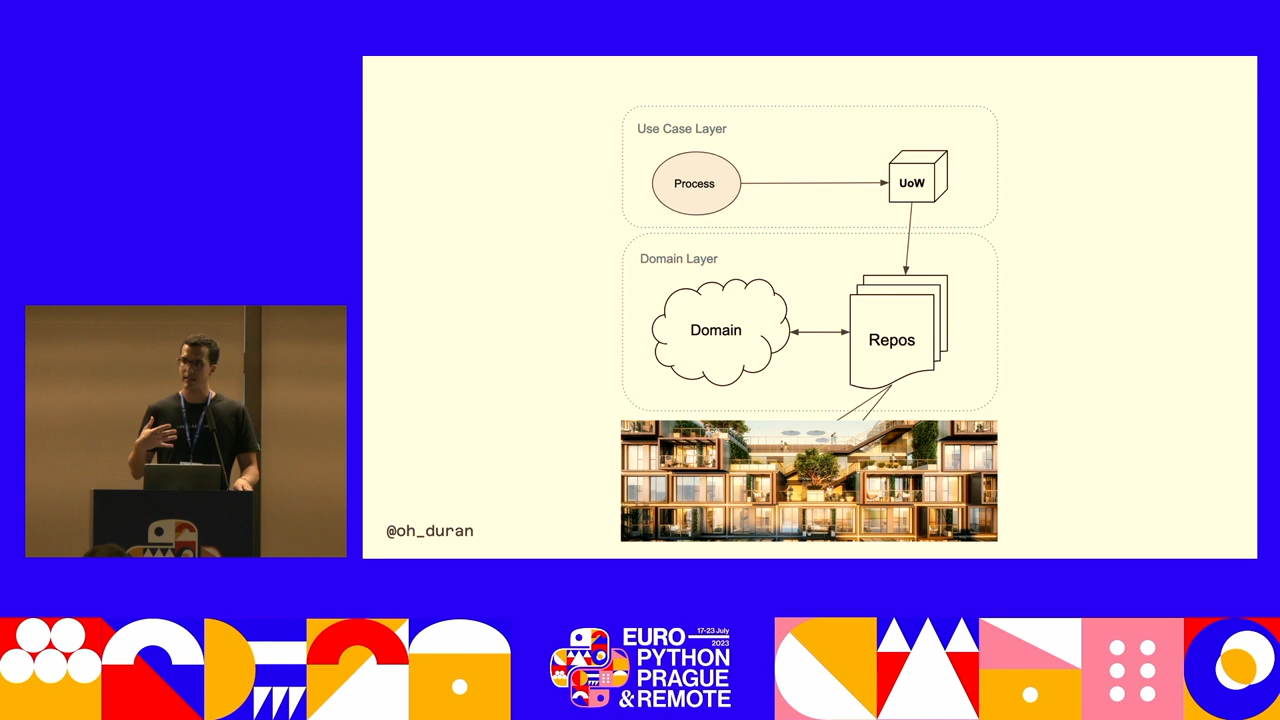 Use Case Layer
Process
UoW
Domain Layer
Domain
Repos
@oh_duran
EURO
17-23 July
2023
PYTHON
PRAGUE
& REMOTE